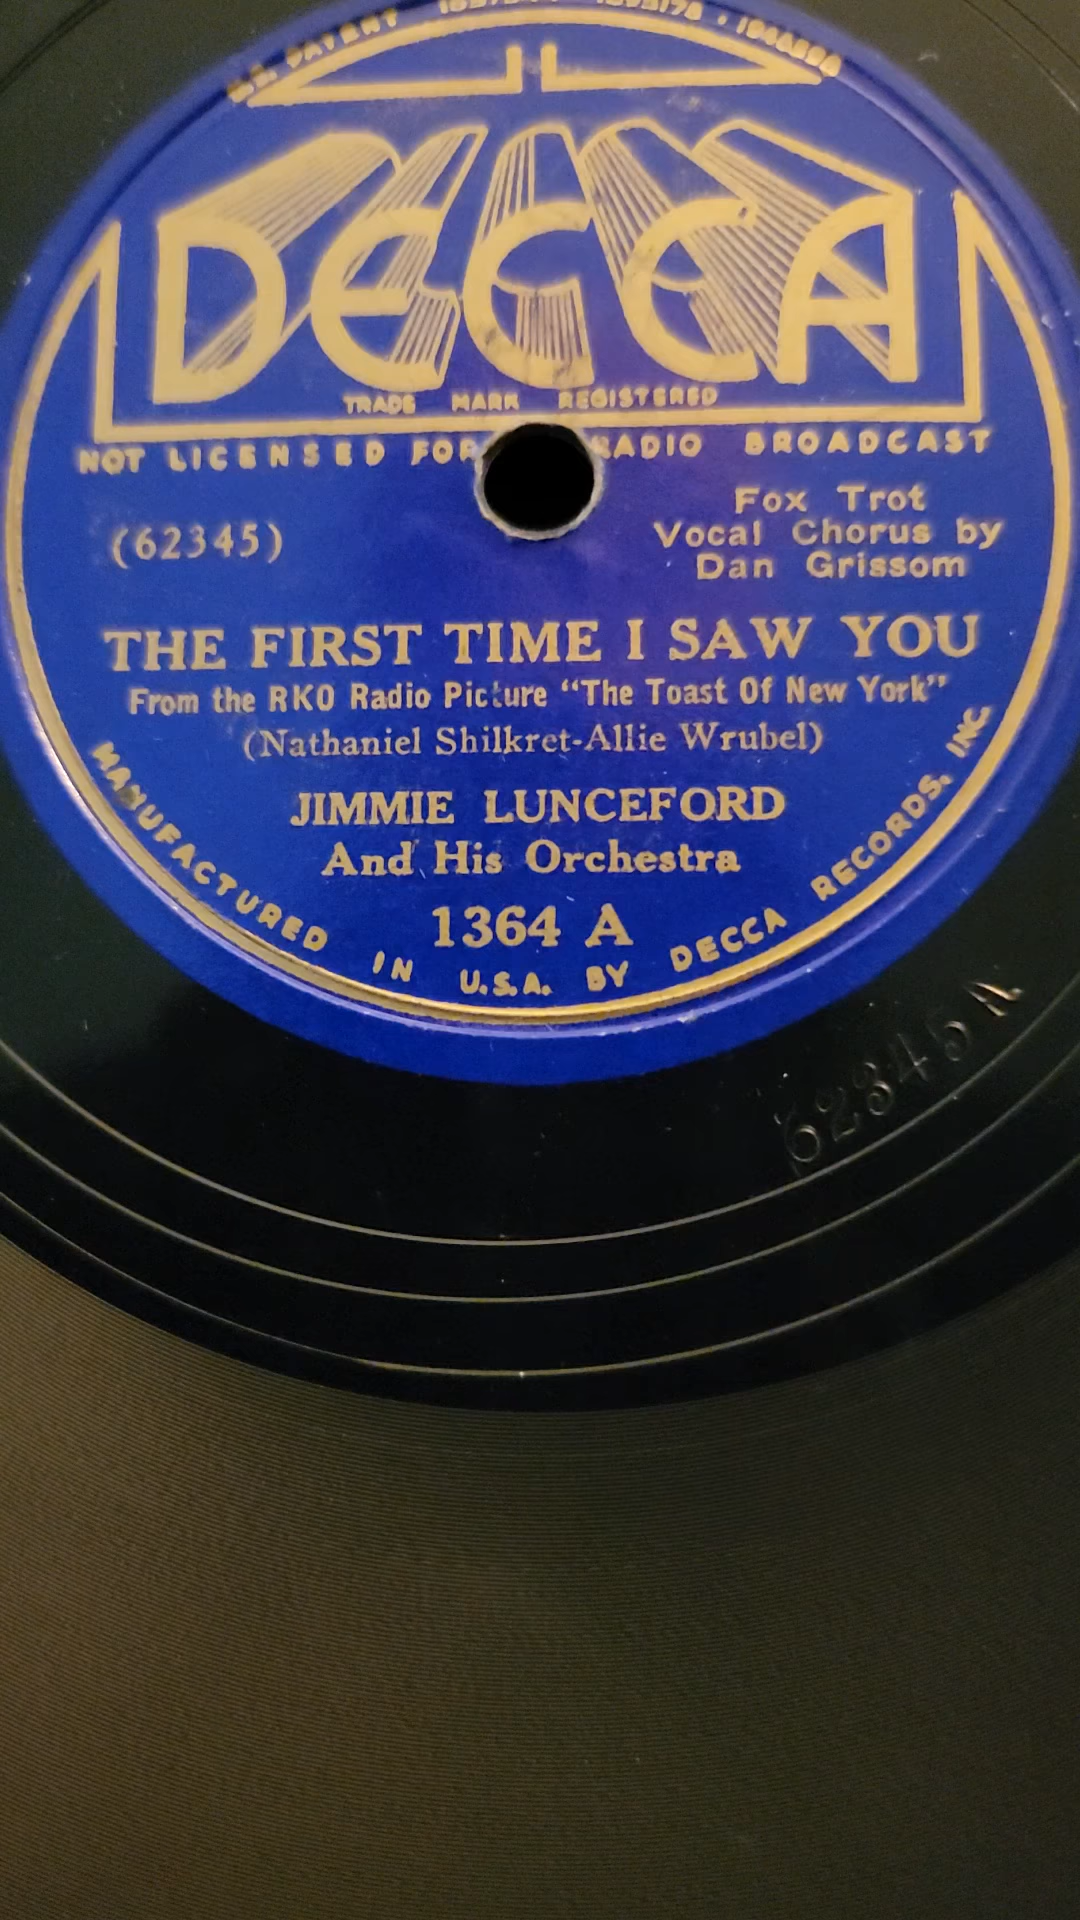 U.S. PATENT
DECCA
TRADE MARK REGISTERED
NOT LICENSED FOR RADIO BROADCAST
(62345)
Fox Trot
Vocal Chorus by
Dan Grissom
THE FIRST TIME I SAW YOU
From the RKO Radio Picture “The Toast Of New York”
(Nathaniel Shilkret-Allie Wrubel)
JIMMIE LUNCEFORD
And His Orchestra
1364 A
MANUFACTURED IN U.S.A. BY DECCA RECORDS, INC.
62345 A